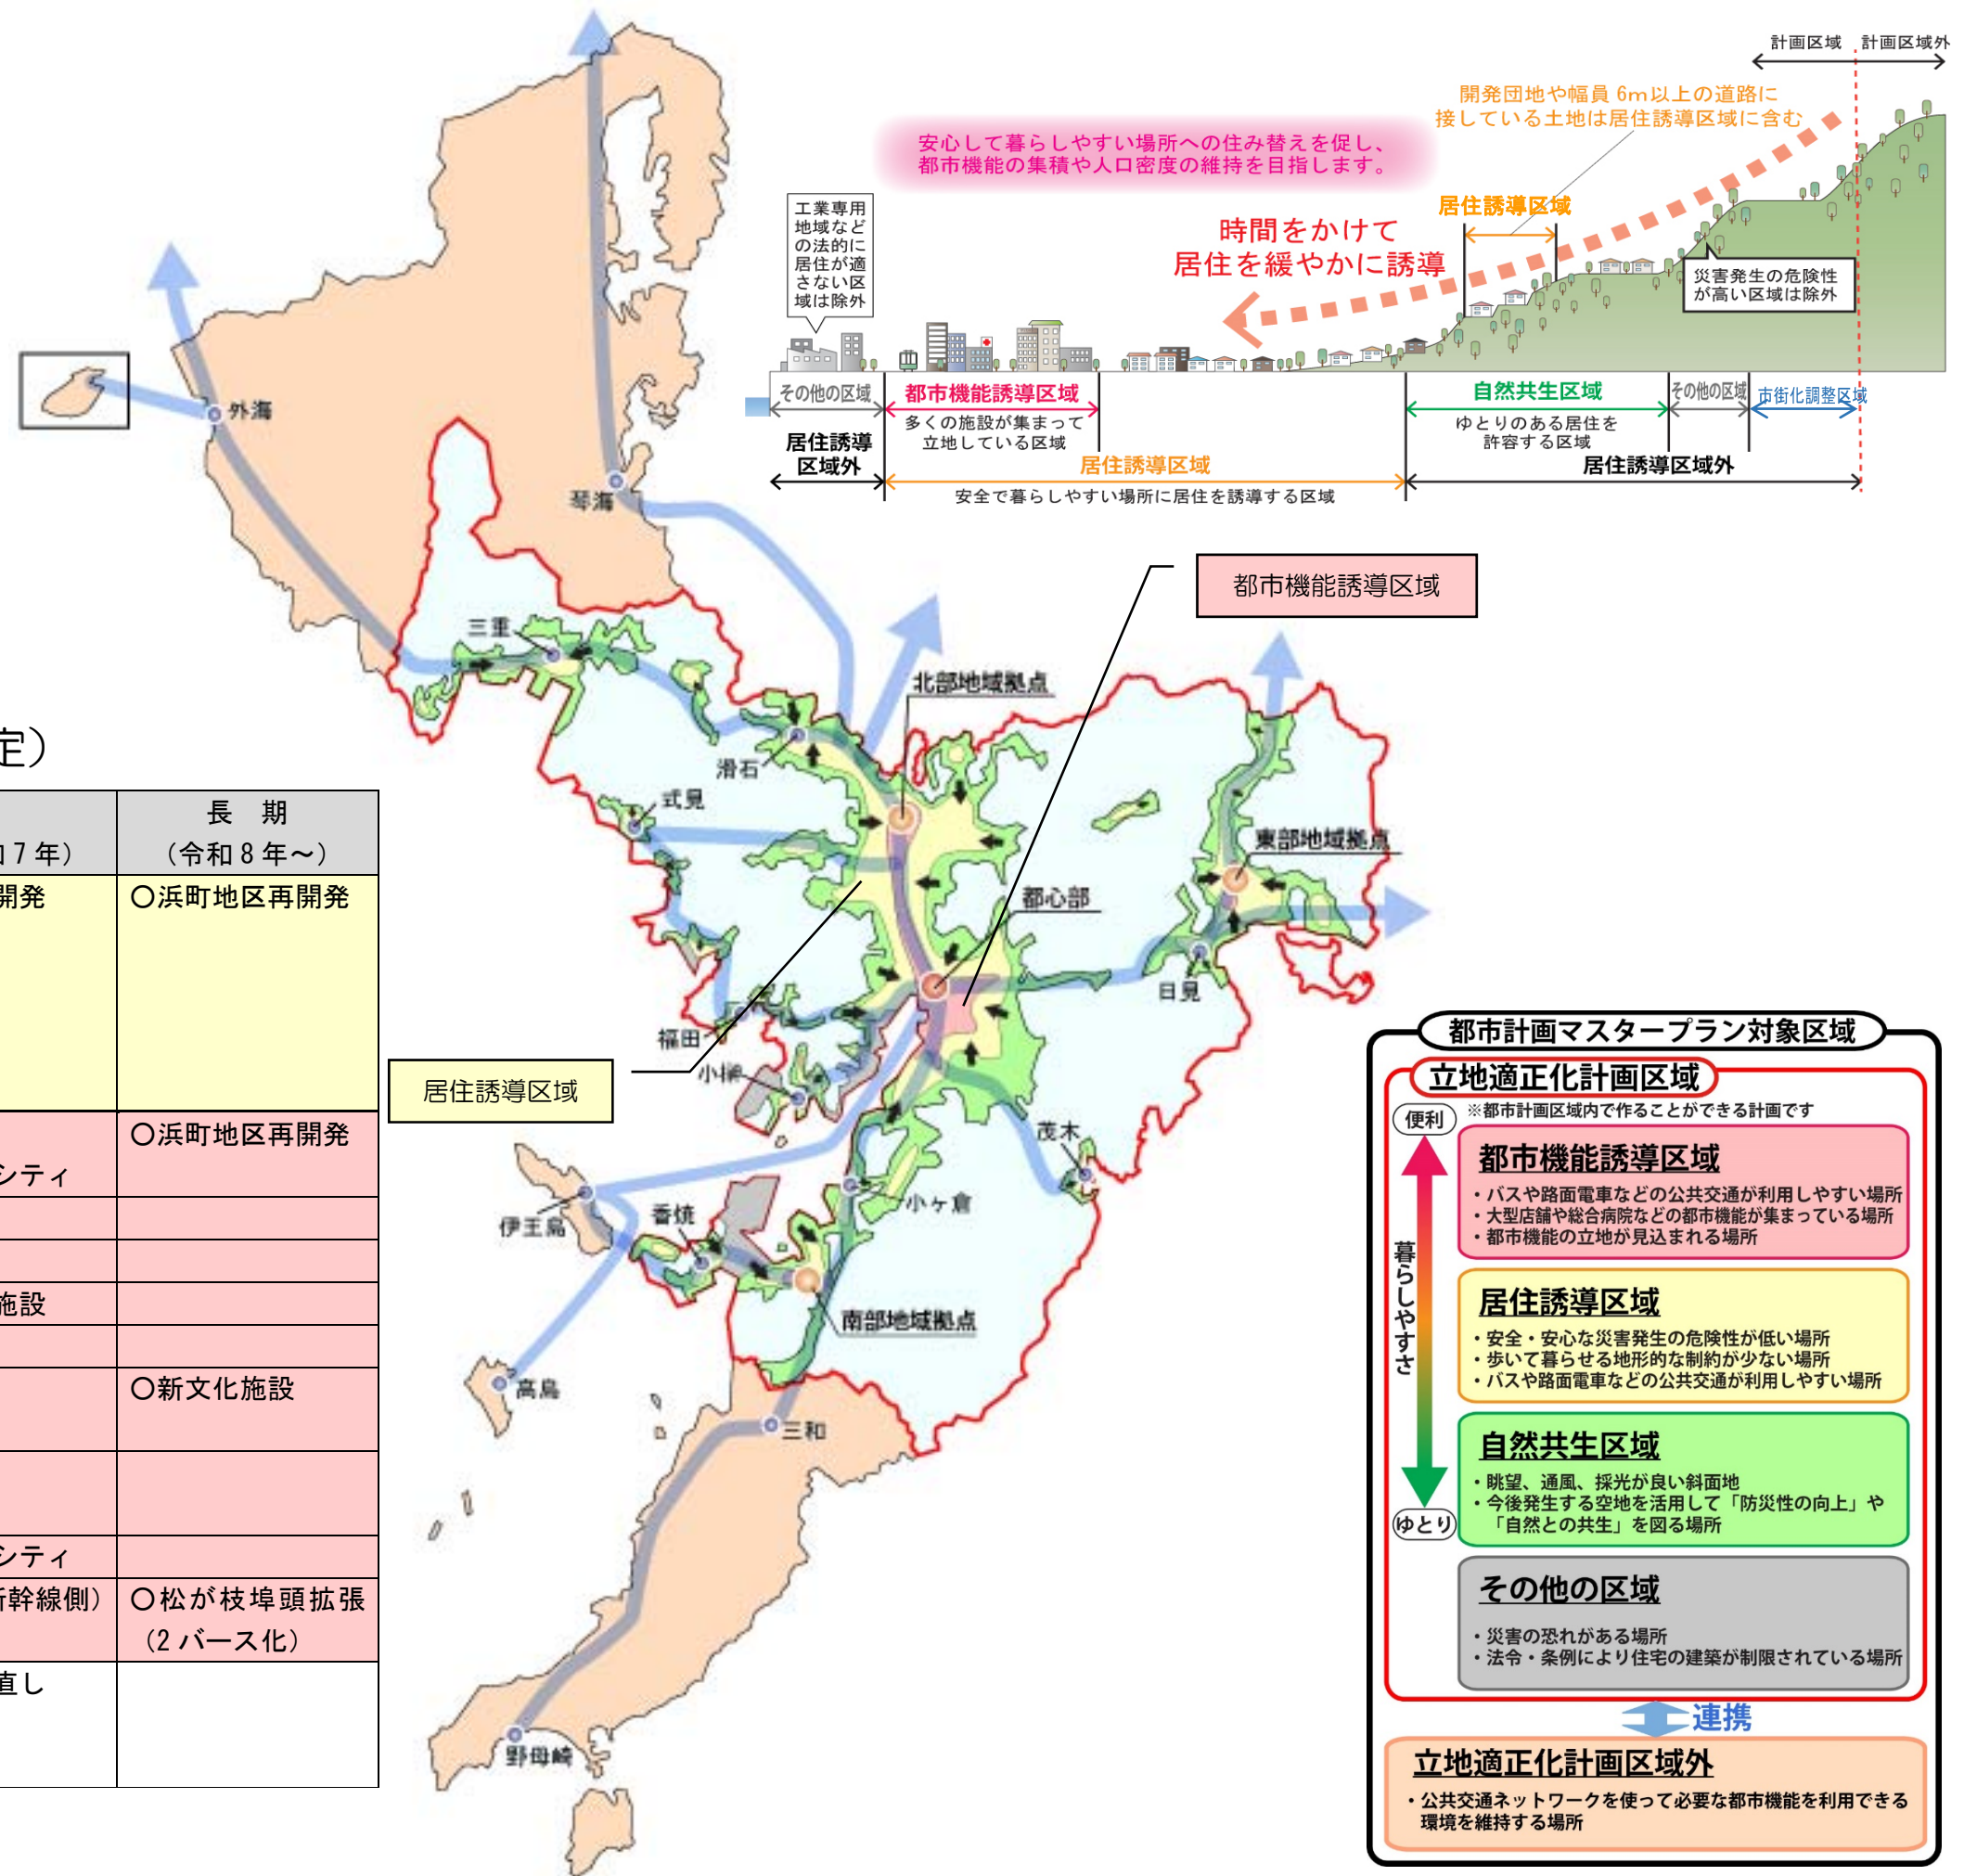 計画区域 計画区域外
開発団地や幅員 6m以上の道路に
接している土地は居住誘導区域に含む
安心して暮らしやすい場所への住み替えを促し、
都市機能の集積や人口密度の維持を目指します。
工業専用
地域など
の法的に
居住が適
さない区
域は除外
居住誘導区域
時間をかけて
居住を緩やかに誘導
災害発生の危険性
が高い区域は除外
その他の区域
都市機能誘導区域
多くの施設が集まって
立地している区域
自然共生区域
ゆとりのある居住を
許容する区域
その他の区域
市街化調整区域
居住誘導
区域外
居住誘導区域
安全で暮らしやすい場所に居住を誘導する区域
居住誘導区域外
外海
琴海
都市機能誘導区域
三重
北部地域拠点
滑石
式見
東部地域拠点
都心部
日見
福田
小榊
居住誘導区域
茂木
小ヶ倉
伊王島
香焼
南部地域拠点
高島
三和
野母崎
定）
7年）
長 期
（令和8年～）
開発
〇浜町地区再開発
〇浜町地区再開発
シティ
施設
〇新文化施設
シティ
幹線側）
〇松が枝埠頭拡張
（2バース化）
直し
都市計画マスタープラン対象区域
立地適正化計画区域
※都市計画区域内で作ることができる計画です
便利
暮らしやすさ
ゆとり
都市機能誘導区域
・バスや路面電車などの公共交通が利用しやすい場所
・大型店舗や総合病院などの都市機能が集まっている場所
・都市機能の立地が見込まれる場所
居住誘導区域
・安全・安心な災害発生の危険性が低い場所
・歩いて暮らせる地形的な制約が少ない場所
・バスや路面電車などの公共交通が利用しやすい場所
自然共生区域
・眺望、通風、採光が良い斜面地
・今後発生する空地を活用して「防災性の向上」や
「自然との共生」を図る場所
その他の区域
・災害の恐れがある場所
・法令・条例により住宅の建築が制限されている場所
連携
立地適正化計画区域外
・公共交通ネットワークを使って必要な都市機能を利用できる
環境を維持する場所